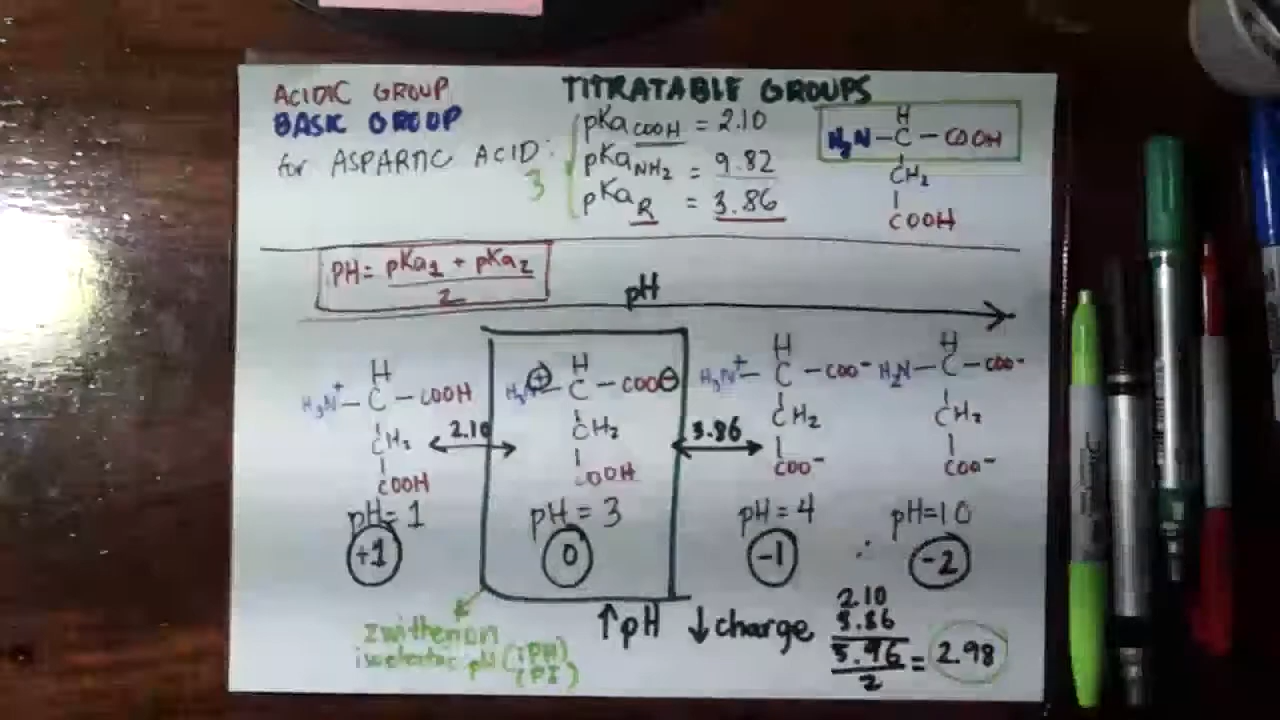 ACIDIC GROUP
BASIC GROUP
for ASPARTIC ACID:
3
TITRATABLE GROUPS
pKa COOH = 2.10
pKa NH2 = 9.82
pKa R = 3.86
H
H2N - C - COOH
CH2
COOH
PH = pKa1 + pKa2
2
pH
H
H3N+ - C - COOH
CH2
COOH
pH = 1
+1
2.10
H
H3N+ - C - COO-
CH2
COOH
pH = 3
0
3.86
H
H3N+ - C - COO-
CH2
COO-
pH = 4
-1
H
H2N - C - COO-
CH2
COO-
pH=10
-2
zwitterion
isoelectric pH (iPH)
(PI)
↑pH ↓charge
∴
2.10
3.86
5.96 = 2.98
2